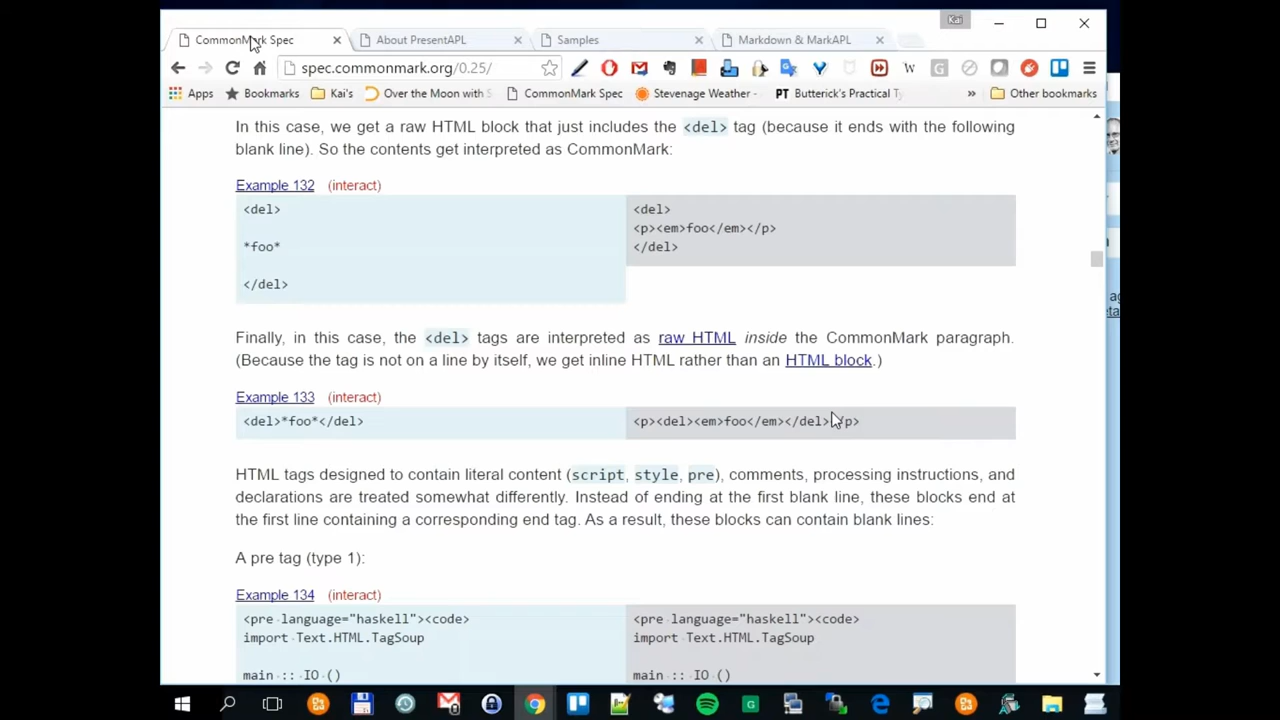 Kai
CommonMark Spec
About PresentAPL
Samples
Markdown & MarkAPL
spec.commonmark.org/0.25/
Apps
Bookmarks
Kai's
Over the Moon with S
CommonMark Spec
Stevenage Weather -
PT Butterick's Practical Ty
»
Other bookmarks
In this case, we get a raw HTML block that just includes the <del> tag (because it ends with the following
blank line). So the contents get interpreted as CommonMark:
Example 132 (interact)
<del>
*foo*
</del>
<del>
<p><em>foo</em></p>
</del>
Finally, in this case, the <del> tags are interpreted as raw HTML inside the CommonMark paragraph.
(Because the tag is not on a line by itself, we get inline HTML rather than an HTML block.)
Example 133 (interact)
<del>*foo*</del>
<p><del><em>foo</em></del></p>
HTML tags designed to contain literal content (script, style, pre), comments, processing instructions, and
declarations are treated somewhat differently. Instead of ending at the first blank line, these blocks end at
the first line containing a corresponding end tag. As a result, these blocks can contain blank lines:
A pre tag (type 1):
Example 134 (interact)
<pre language="haskell"><code>
import Text.HTML.TagSoup
main :: IO ()
<pre language="haskell"><code>
import Text.HTML.TagSoup
main :: IO ()